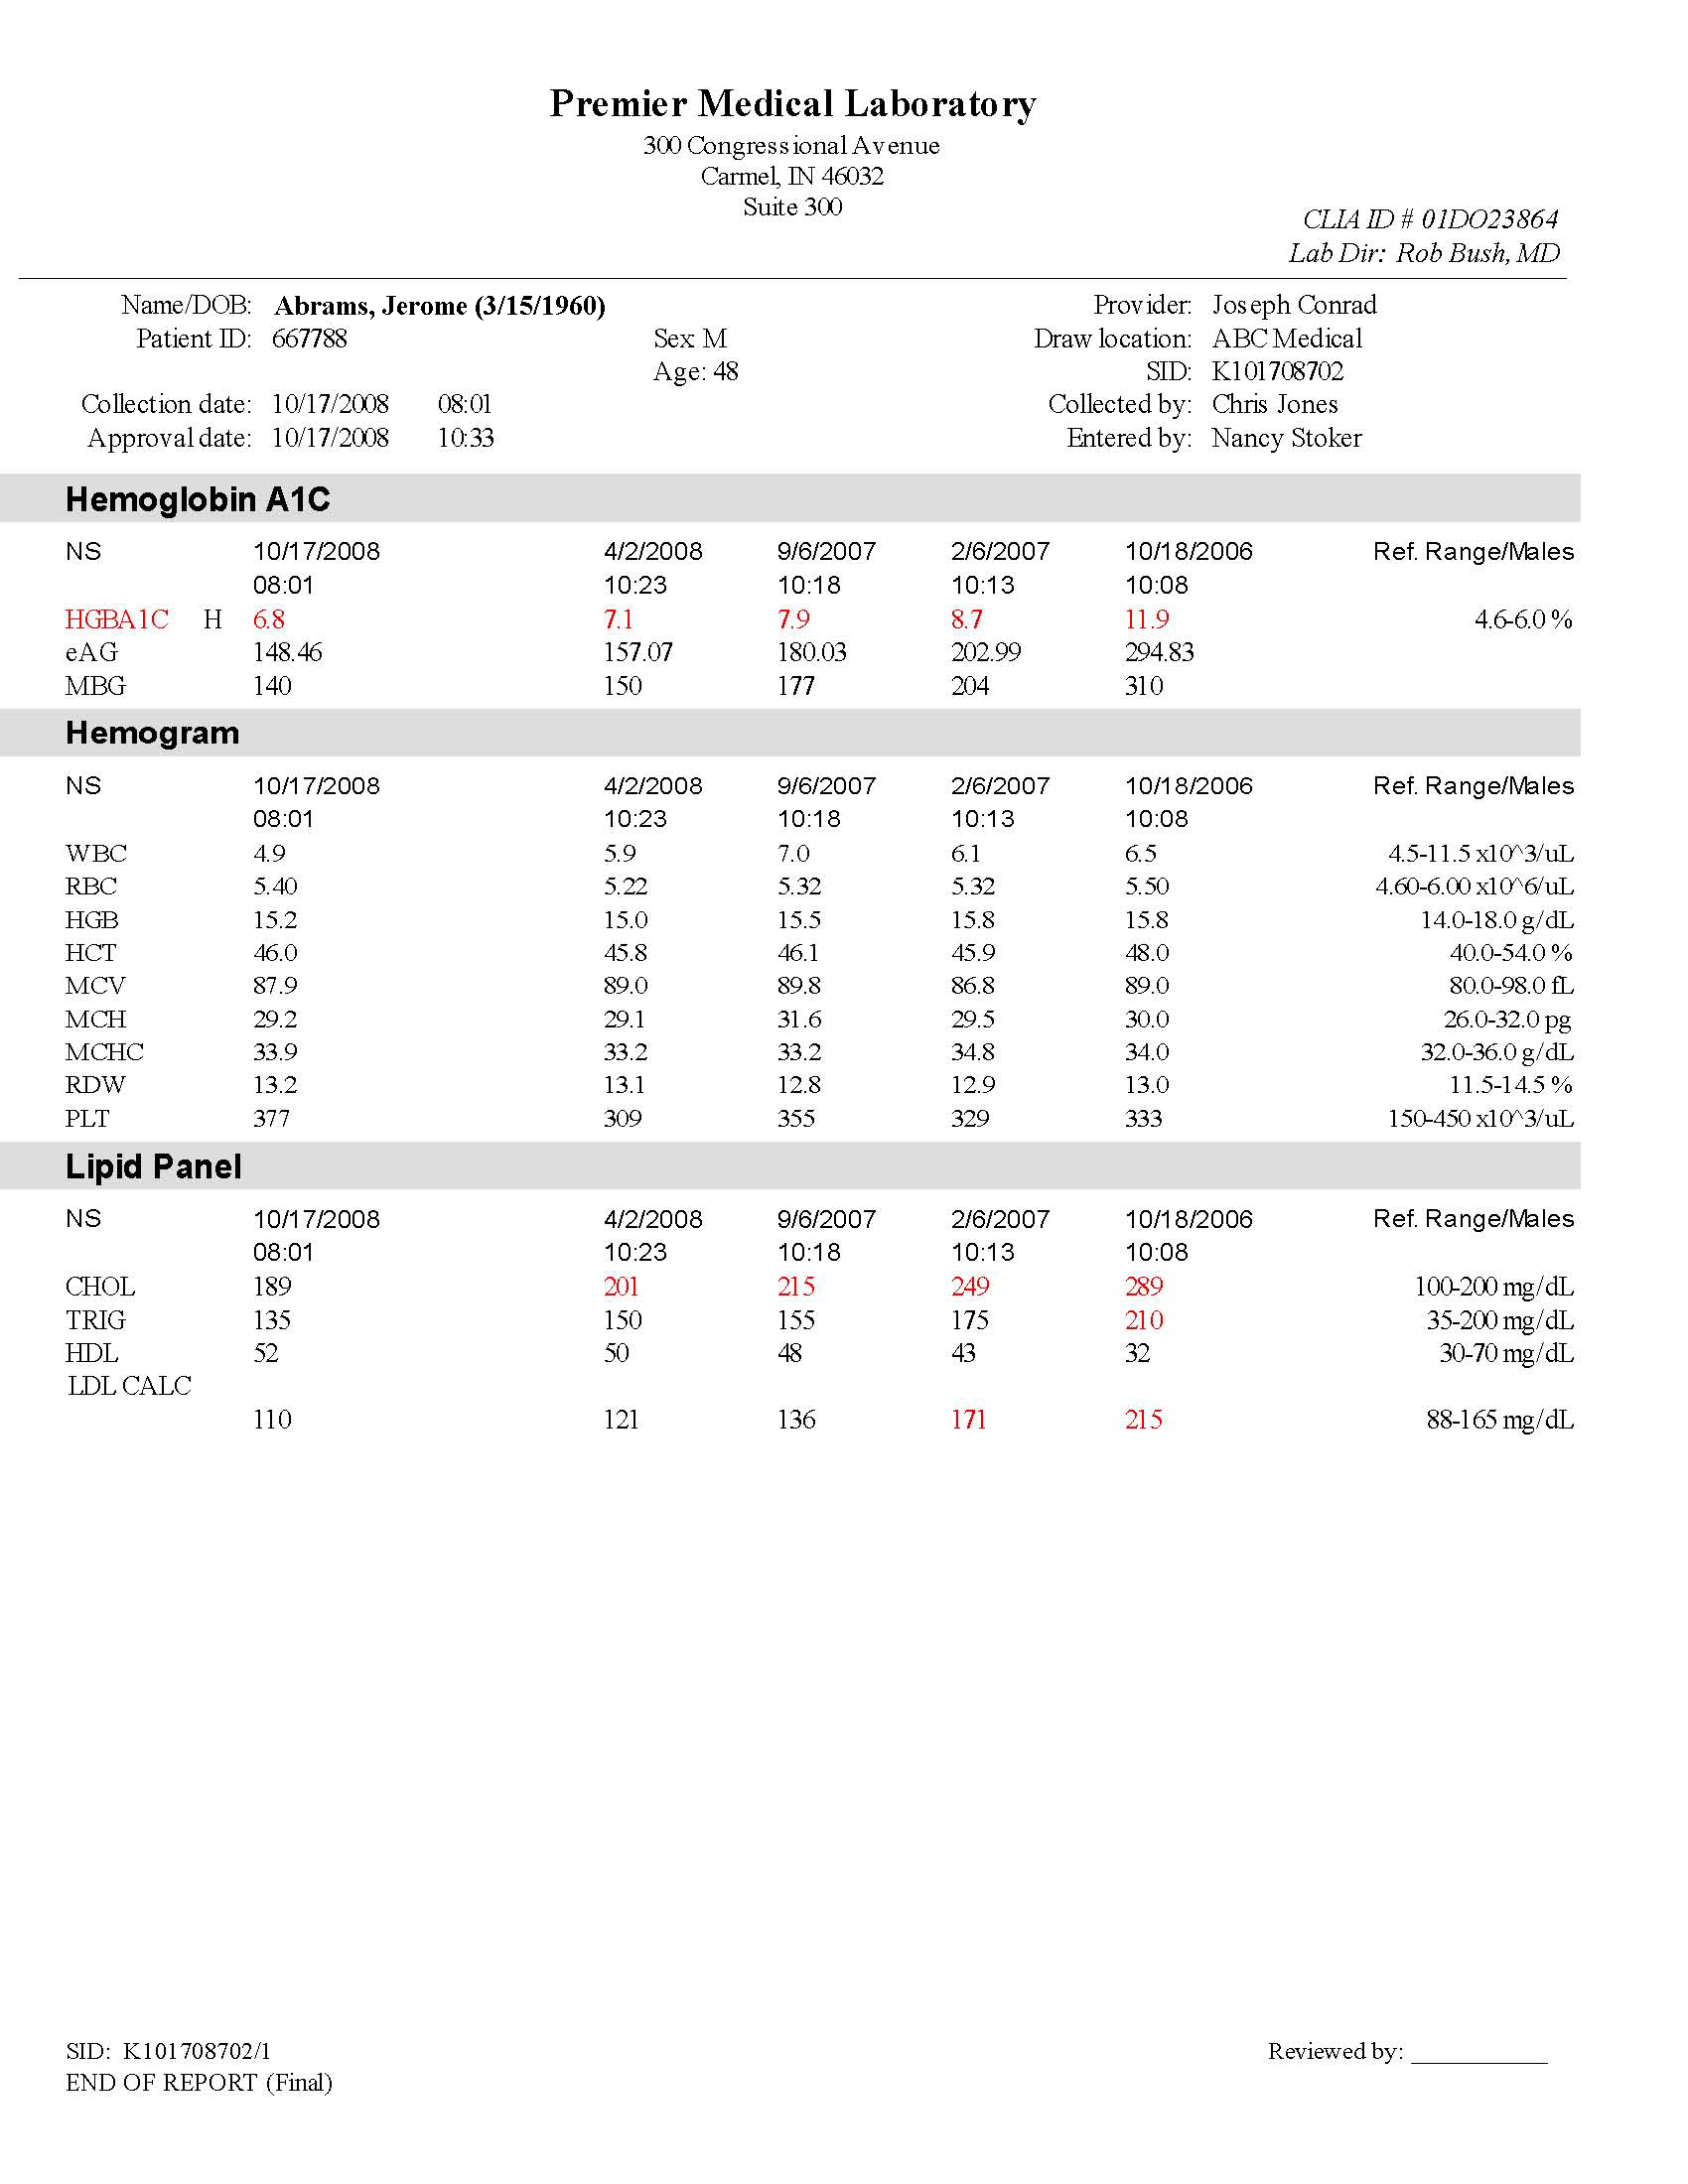 Premier Medical Laboratory
300 Congressional Avenue
Carmel, IN 46032
Suite 300
CLIA ID # 01DO23864
Lab Dir: Rob Bush, MD
Name/DOB: Abrams, Jerome (3/15/1960) Provider: Joseph Conrad
Patient ID: 667788 Sex: M Draw location: ABC Medical
Age: 48 SID: K101708702
Collection date: 10/17/2008 08:01 Collected by: Chris Jones
Approval date: 10/17/2008 10:33 Entered by: Nancy Stoker
Hemoglobin A1C
NS 10/17/2008 4/2/2008 9/6/2007 2/6/2007 10/18/2006 Ref. Range/Males
08:01 10:23 10:18 10:13 10:08
HGBA1C H 6.8 7.1 7.9 8.7 11.9 4.6-6.0 %
eAG 148.46 157.07 180.03 202.99 294.83
MBG 140 150 177 204 310
Hemogram
NS 10/17/2008 4/2/2008 9/6/2007 2/6/2007 10/18/2006 Ref. Range/Males
08:01 10:23 10:18 10:13 10:08
WBC 4.9 5.9 7.0 6.1 6.5 4.5-11.5 x10^3/uL
RBC 5.40 5.22 5.32 5.32 5.50 4.60-6.00 x10^6/uL
HGB 15.2 15.0 15.5 15.8 15.8 14.0-18.0 g/dL
HCT 46.0 45.8 46.1 45.9 48.0 40.0-54.0 %
MCV 87.9 89.0 89.8 86.8 89.0 80.0-98.0 fL
MCH 29.2 29.1 31.6 29.5 30.0 26.0-32.0 pg
MCHC 33.9 33.2 33.2 34.8 34.0 32.0-36.0 g/dL
RDW 13.2 13.1 12.8 12.9 13.0 11.5-14.5 %
PLT 377 309 355 329 333 150-450 x10^3/uL
Lipid Panel
NS 10/17/2008 4/2/2008 9/6/2007 2/6/2007 10/18/2006 Ref. Range/Males
08:01 10:23 10:18 10:13 10:08
CHOL 189 201 215 249 289 100-200 mg/dL
TRIG 135 150 155 175 210 35-200 mg/dL
HDL 52 50 48 43 32 30-70 mg/dL
LDL CALC
110 121 136 171 215 88-165 mg/dL
SID: K101708702/1 Reviewed by: ___________
END OF REPORT (Final)